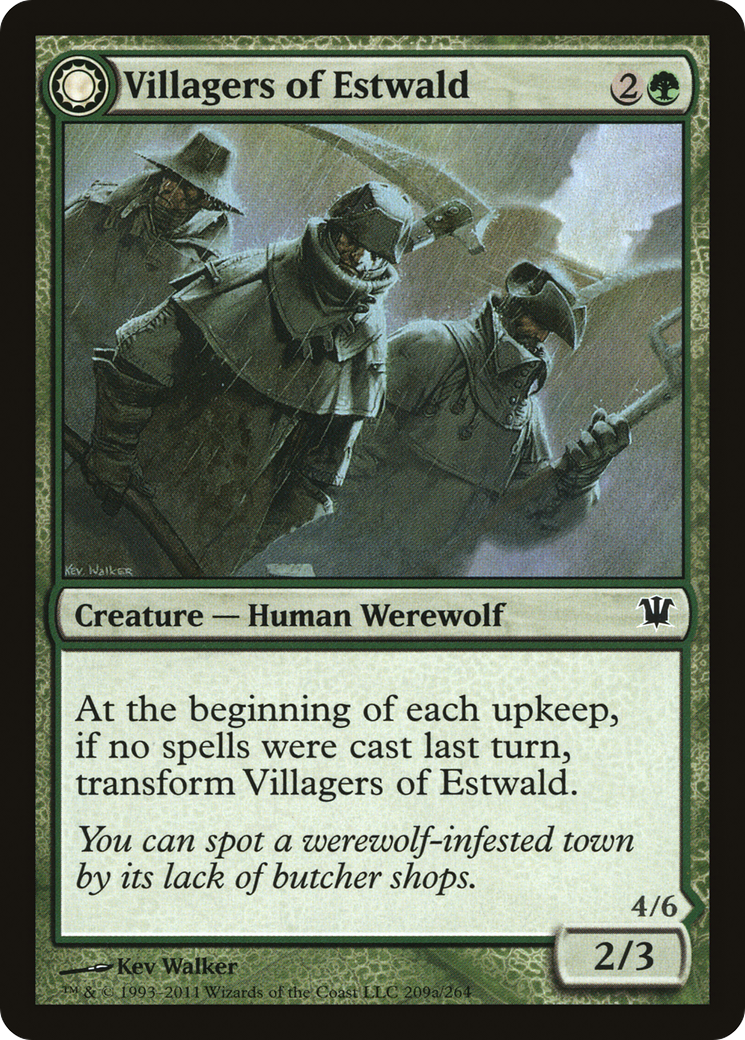 Villagers of Estwald
2
KEV. WALKER
Creature — Human Werewolf
At the beginning of each upkeep,
if no spells were cast last turn,
transform Villagers of Estwald.
You can spot a werewolf-infested town
by its lack of butcher shops.
4/6
2/3
Kev Walker
™ & © 1993–2011 Wizards of the Coast LLC 209a/264